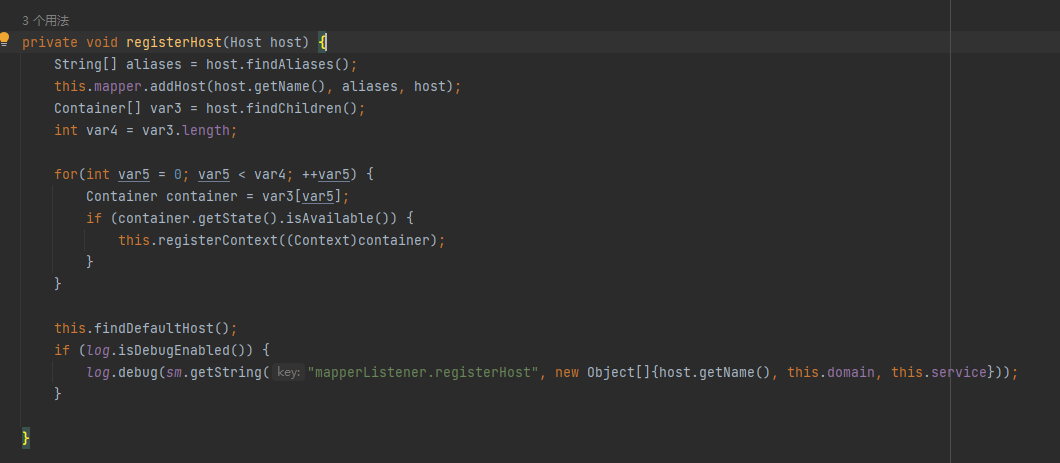 3 个用法
private void registerHost(Host host) {
    String[] aliases = host.findAliases();
    this.mapper.addHost(host.getName(), aliases, host);
    Container[] var3 = host.findChildren();
    int var4 = var3.length;
    for(int var5 = 0; var5 < var4; ++var5) {
        Container container = var3[var5];
        if (container.getState().isAvailable()) {
            this.registerContext((Context)container);
        }
    }
    this.findDefaultHost();
    if (log.isDebugEnabled()) {
        log.debug(sm.getString( key: "mapperListener.registerHost", new Object[]{host.getName(), this.domain, this.service}));
    }
}